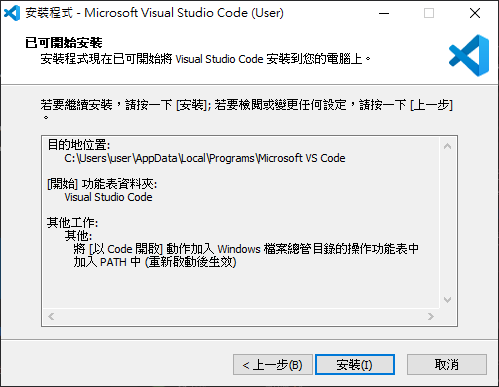 安裝程式 - Microsoft Visual Studio Code (User)
已可開始安裝
安裝程式現在已可開始將 Visual Studio Code 安裝到您的電腦上。
若要繼續安裝，請按一下 [安裝]; 若要檢閱或變更任何設定，請按一下 [上一步]
。
目的地位置:
C:\Users\user\AppData\Local\Programs\Microsoft VS Code
[開始] 功能表資料夾:
Visual Studio Code
其他工作:
其他:
將 [以 Code 開啟] 動作加入 Windows 檔案總管目錄的操作功能表中
加入 PATH 中 (重新啟動後生效)
< 上一步(B)
安裝(I)
取消